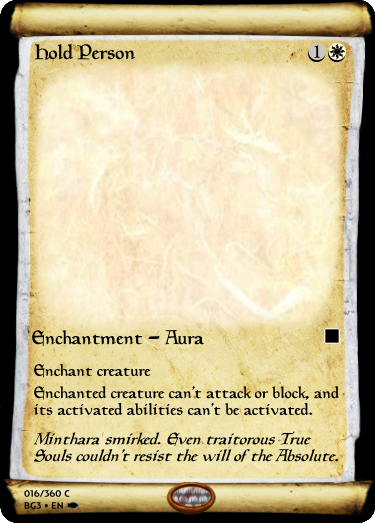 Hold Person 1
Enchantment – Aura
Enchant creature
Enchanted creature can't attack or block, and
its activated abilities can't be activated.
Minthara smirked. Even traitorous True
Souls couldn't resist the will of the Absolute.
016/360 C
BG3 • EN